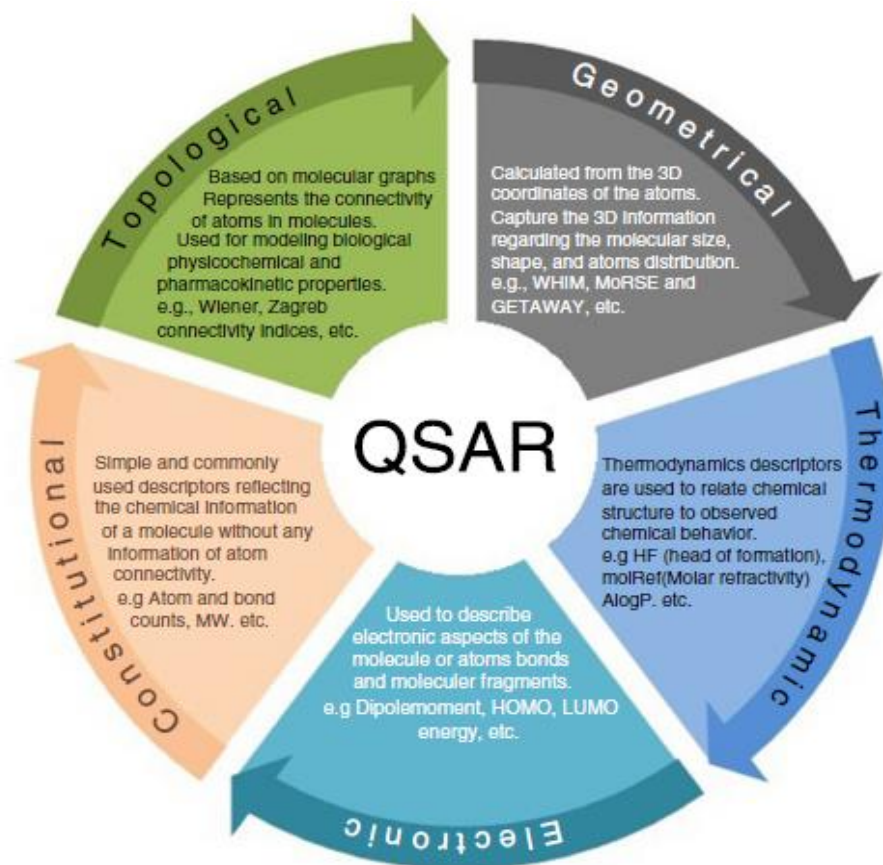 Topological
Based on molecular graphs
Represents the connectivity
of atoms in molecules.
Used for modeling biological
physicochemical and
pharmacokinetic properties.
e.g., Wiener, Zagreb
connectivity indices, etc.
Geometrical
Calculated from the 3D
coordinates of the atoms.
Capture the 3D information
regarding the molecular size,
shape, and atoms distribution.
e.g., WHIM, MoRSE and
GETAWAY, etc.
QSAR
Constitutional
Simple and commonly
used descriptors reflecting
the chemical information
of a molecule without any
information of atom
connectivity.
e.g Atom and bond
counts, MW. etc.
Thermodynamic
Thermodynamics descriptors
are used to relate chemical
structure to observed
chemical behavior.
e.g HF (head of formation),
molRef(Molar refractivity)
AlogP. etc.
Used to describe
electronic aspects of the
molecule or atoms bonds
and moleculer fragments.
e.g Dipolemoment, HOMO, LUMO
energy, etc.
Electronic